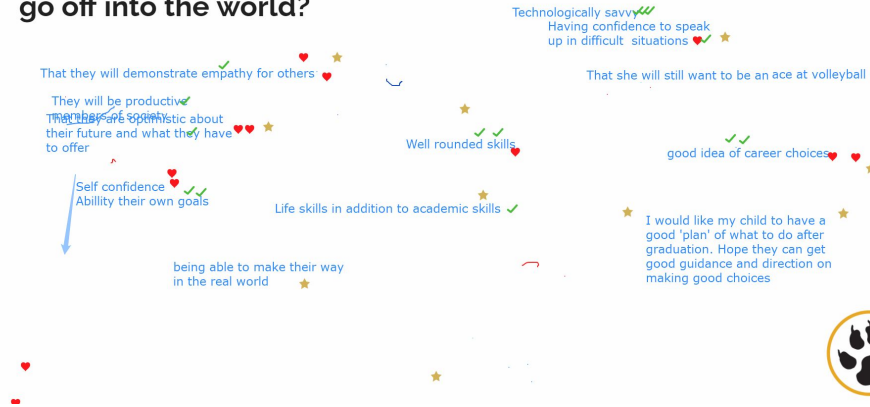 go off into the world?
Technologically savvy
Having confidence to speak
up in difficult situations
That they will demonstrate empathy for others
That she will still want to be an ace at volleyball
They will be productive
members of society
That they are optimistic about
their future and what they have
to offer
Well rounded skills
good idea of career choices
Self confidence
Abillity their own goals
Life skills in addition to academic skills
I would like my child to have a
good 'plan' of what to do after
graduation. Hope they can get
good guidance and direction on
making good choices
being able to make their way
in the real world